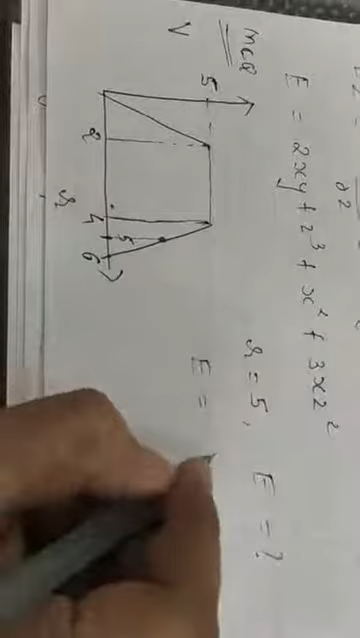 ∂z
E = 2xy + z³ + x² + 3xz²
MCQ
V
5
2
4
5
6
r
r = 5, E = ?
E =